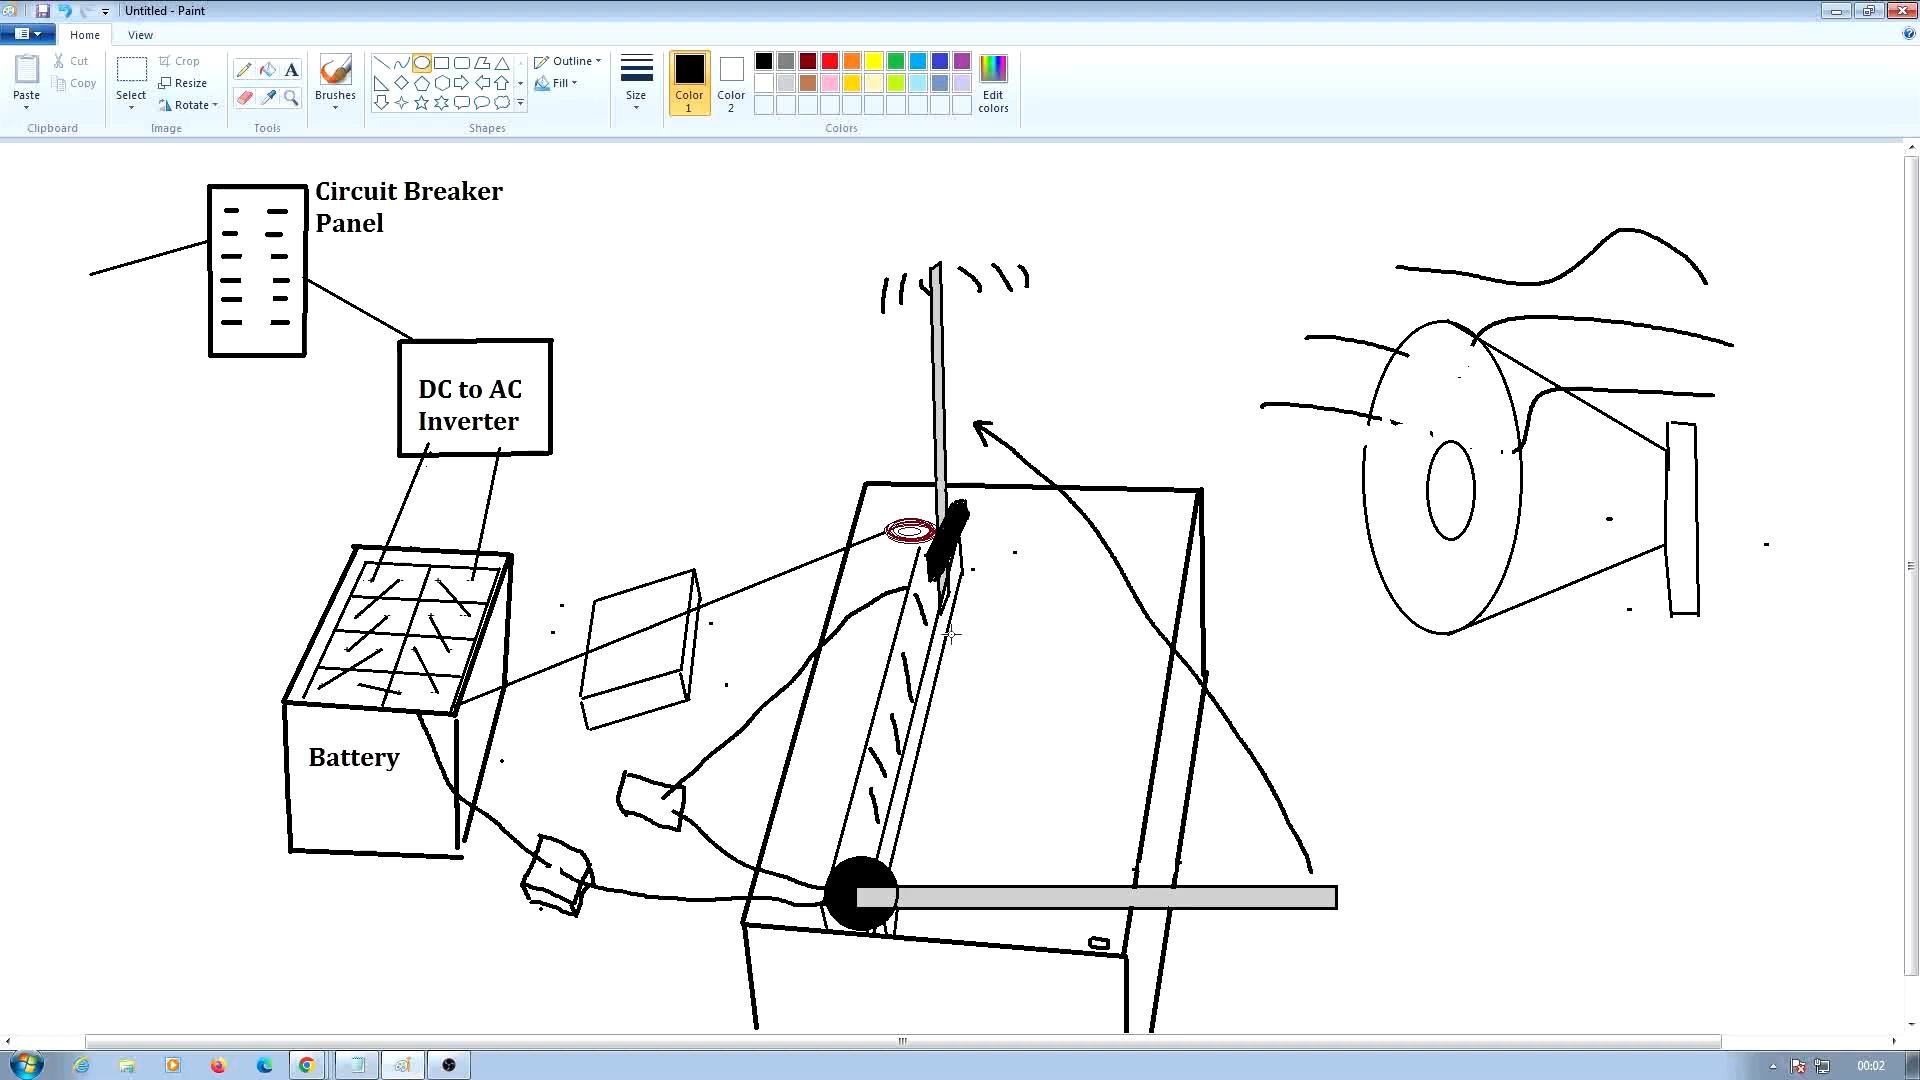 Untitled - Paint
Home
View
Paste
Cut
Copy
Clipboard
Select
Crop
Resize
Rotate
Image
A
Tools
Brushes
Shapes
Outline
Fill
Size
Color
1
Color
2
Edit
colors
Colors
Circuit Breaker
Panel
DC to AC
Inverter
Battery
00:02